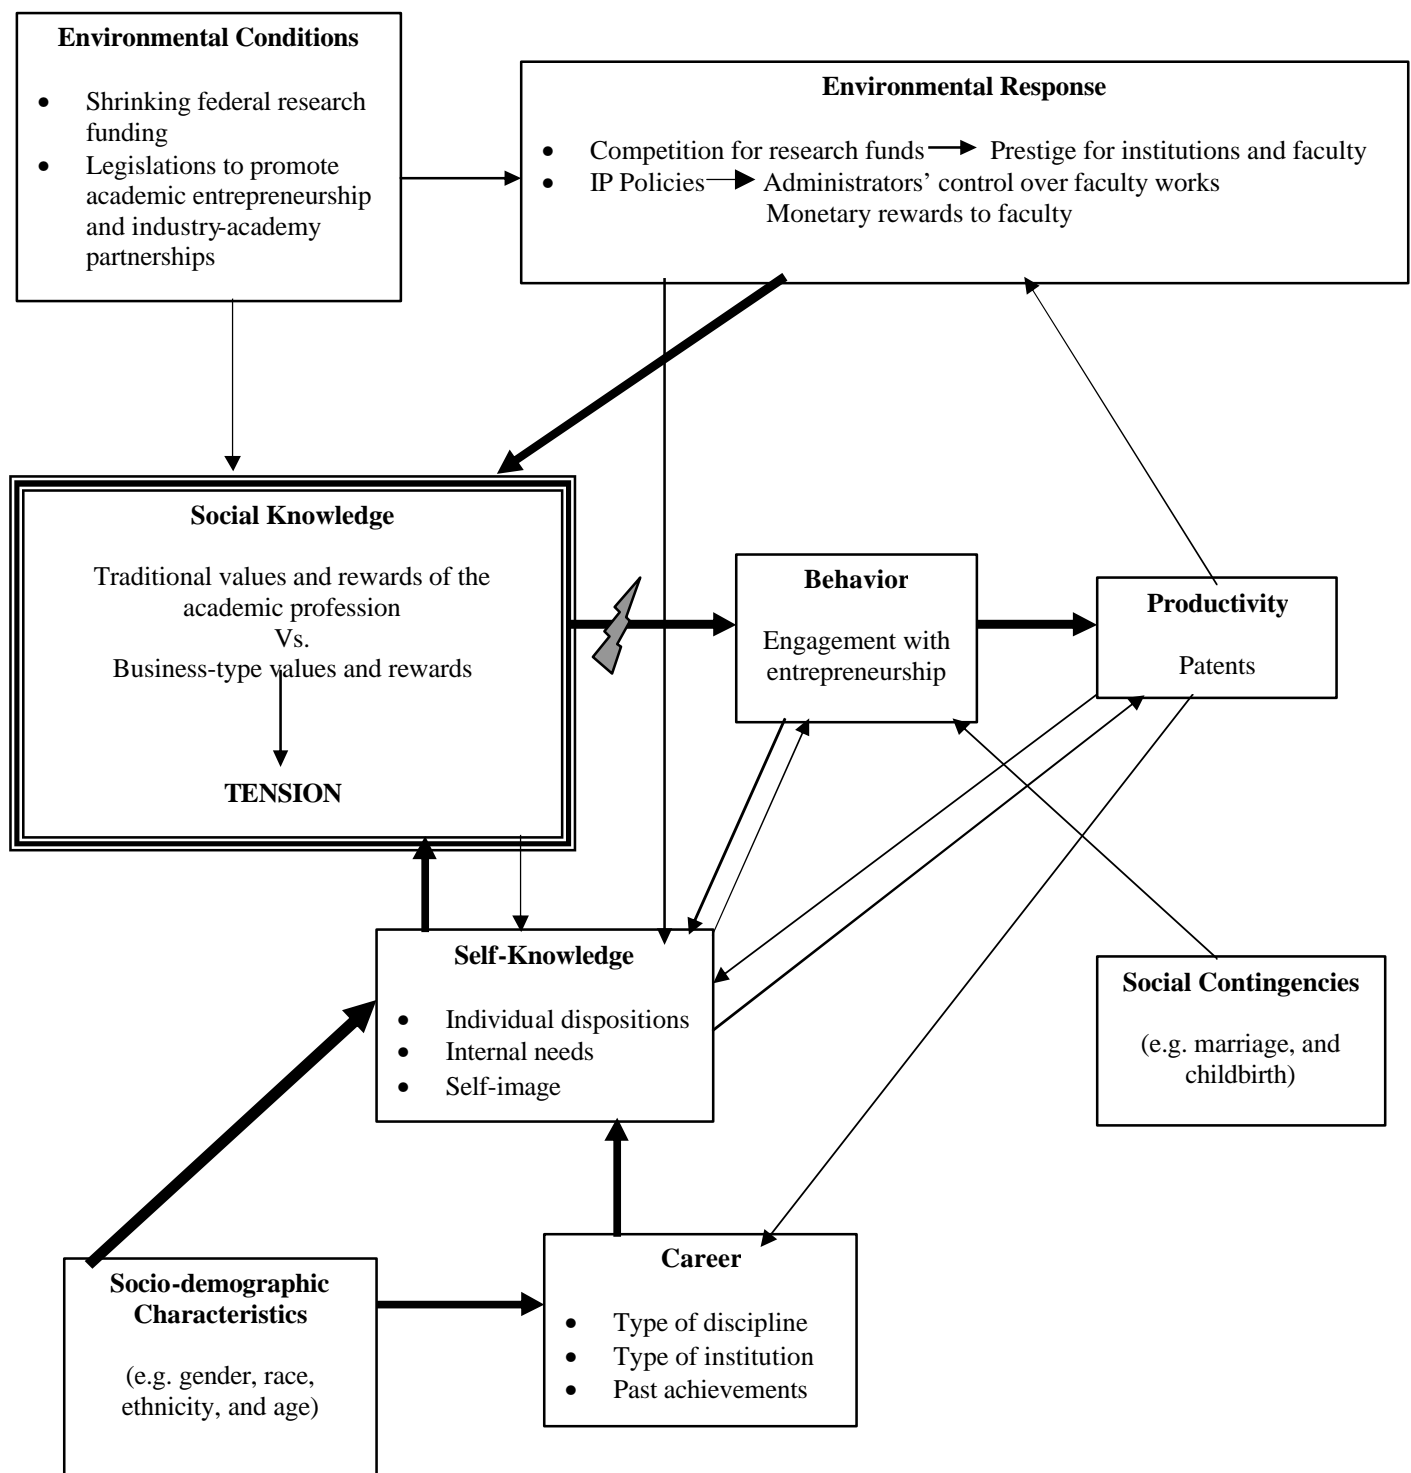 Environmental Conditions
• Shrinking federal research
funding
• Legislations to promote
academic entrepreneurship
and industry-academy
partnerships
Environmental Response
• Competition for research funds Prestige for institutions and faculty
• IP Policies Administrators’ control over faculty works
Monetary rewards to faculty
Social Knowledge
Traditional values and rewards of the
academic profession
Vs.
Business-type values and rewards
TENSION
Behavior
Engagement with
entrepreneurship
Productivity
Patents
Self-Knowledge
• Individual dispositions
• Internal needs
• Self-image
Social Contingencies
(e.g. marriage, and
childbirth)
Socio-demographic
Characteristics
(e.g. gender, race,
ethnicity, and age)
Career
• Type of discipline
• Type of institution
• Past achievements